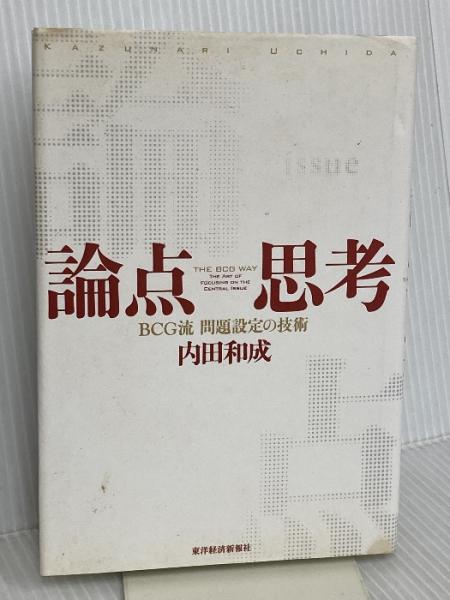 KAZUNARI UCHIDA
論
issue
論点思考
THE BCG WAY
THE ART OF
FOCUSING ON THE
CENTRAL ISSUE
BCG流 問題設定の技術
内田和成
点
東洋経済新報社